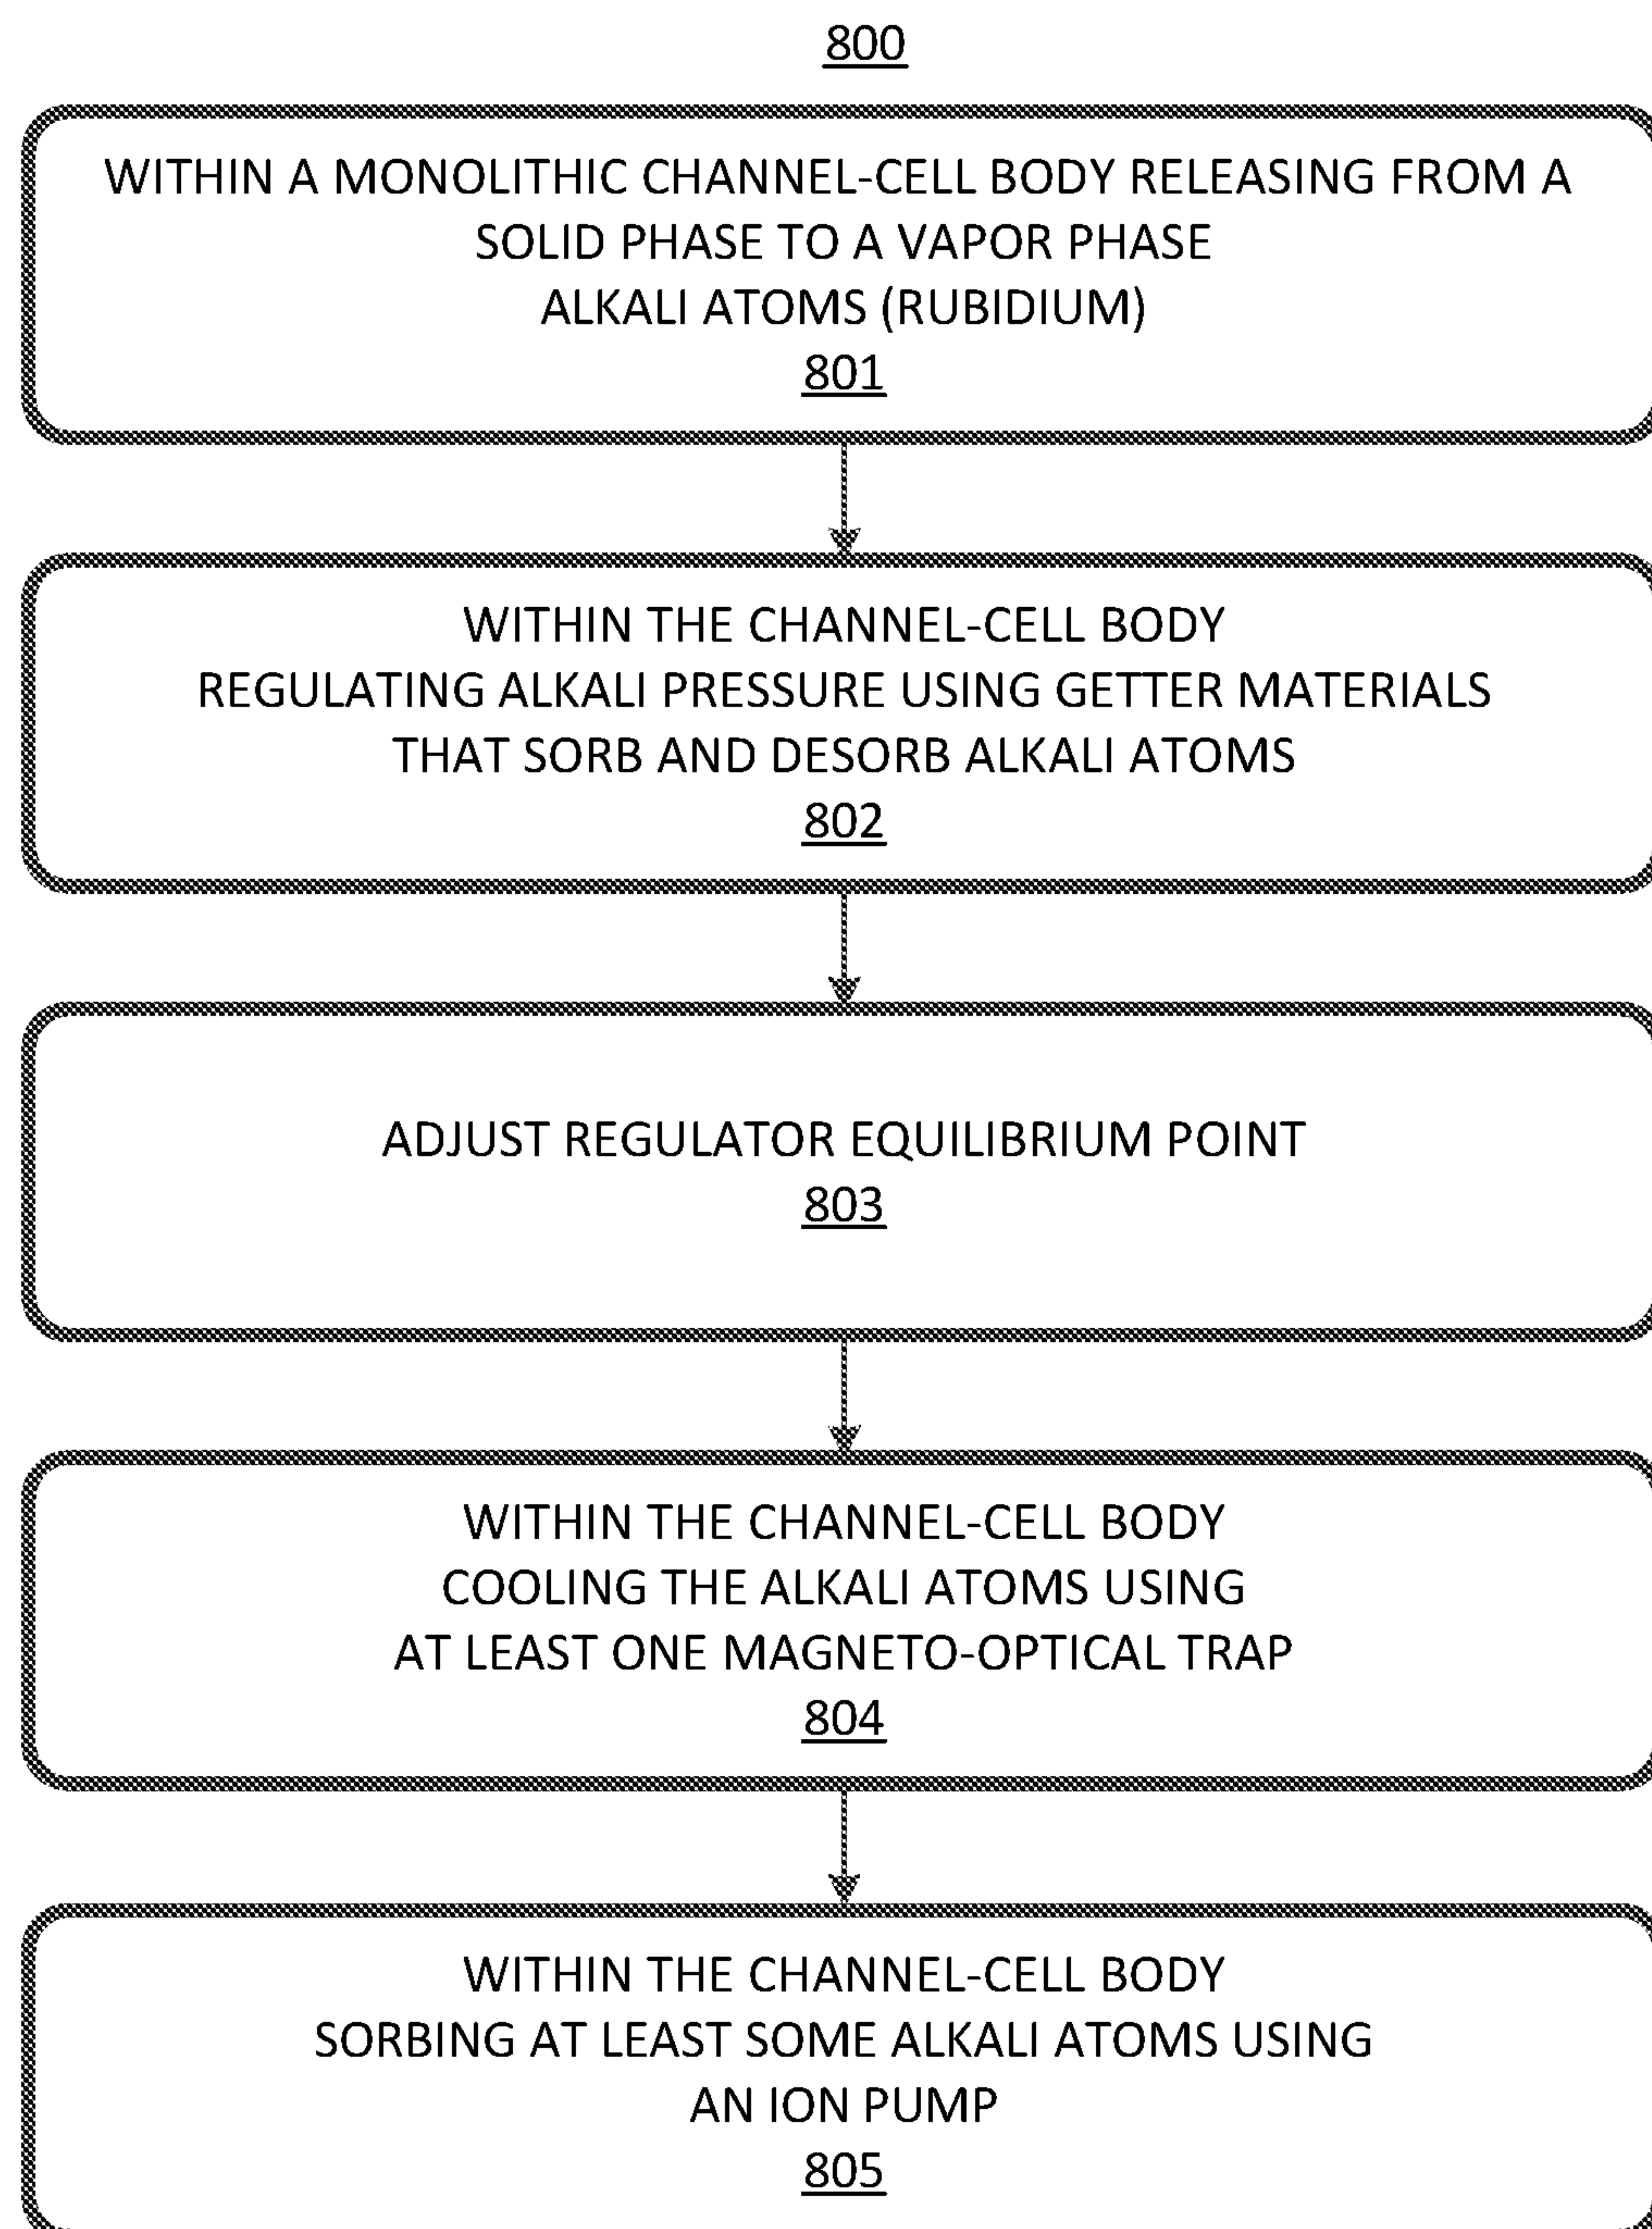 800
WITHIN A MONOLITHIC CHANNEL-CELL BODY RELEASING FROM A
SOLID PHASE TO A VAPOR PHASE
ALKALI ATOMS (RUBIDIUM)
801
WITHIN THE CHANNEL-CELL BODY
REGULATING ALKALI PRESSURE USING GETTER MATERIALS
THAT SORB AND DESORB ALKALI ATOMS
802
ADJUST REGULATOR EQUILIBRIUM POINT
803
WITHIN THE CHANNEL-CELL BODY
COOLING THE ALKALI ATOMS USING
AT LEAST ONE MAGNETO-OPTICAL TRAP
804
WITHIN THE CHANNEL-CELL BODY
SORBING AT LEAST SOME ALKALI ATOMS USING
AN ION PUMP
805